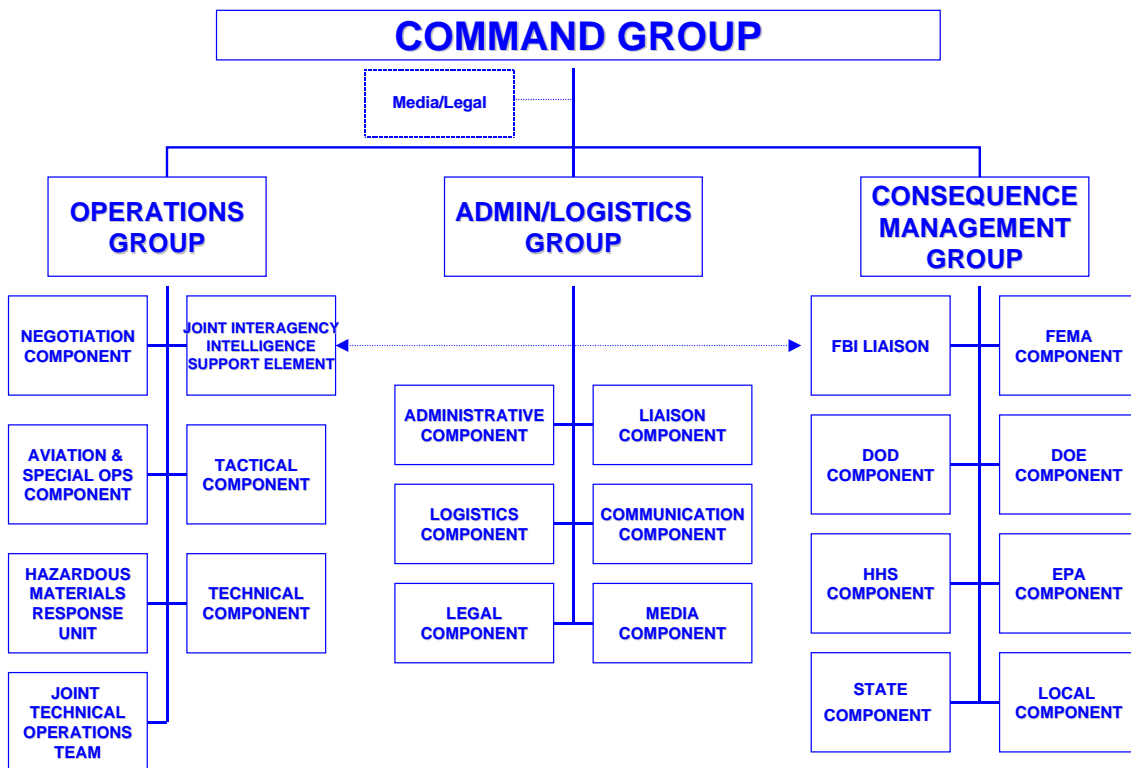 COMMAND GROUP
Media/Legal
OPERATIONS
GROUP
ADMIN/LOGISTICS
GROUP
CONSEQUENCE
MANAGEMENT
GROUP
NEGOTIATION
COMPONENT
JOINT INTERAGENCY
INTELLIGENCE
SUPPORT ELEMENT
FBI LIAISON
FEMA
COMPONENT
ADMINISTRATIVE
COMPONENT
LIAISON
COMPONENT
AVIATION &
SPECIAL OPS
COMPONENT
TACTICAL
COMPONENT
DOD
COMPONENT
DOE
COMPONENT
LOGISTICS
COMPONENT
COMMUNICATION
COMPONENT
HAZARDOUS
MATERIALS
RESPONSE
UNIT
TECHNICAL
COMPONENT
HHS
COMPONENT
EPA
COMPONENT
LEGAL
COMPONENT
MEDIA
COMPONENT
JOINT
TECHNICAL
OPERATIONS
TEAM
STATE
COMPONENT
LOCAL
COMPONENT